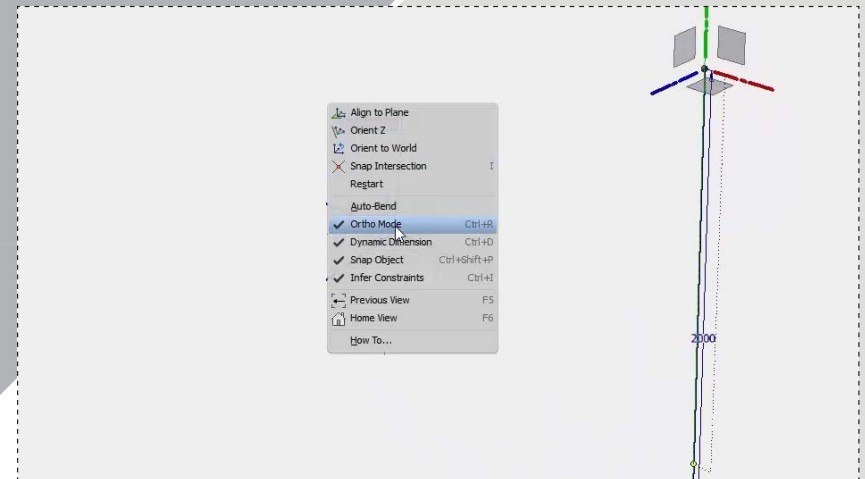 Align to Plane
Orient Z
Orient to World
Snap Intersection I
Restart
Auto-Bend
Ortho Mode Ctrl+R
Dynamic Dimension Ctrl+D
Snap Object Ctrl+Shift+P
Infer Constraints Ctrl+I
Previous View F5
Home View F6
How To...
2000